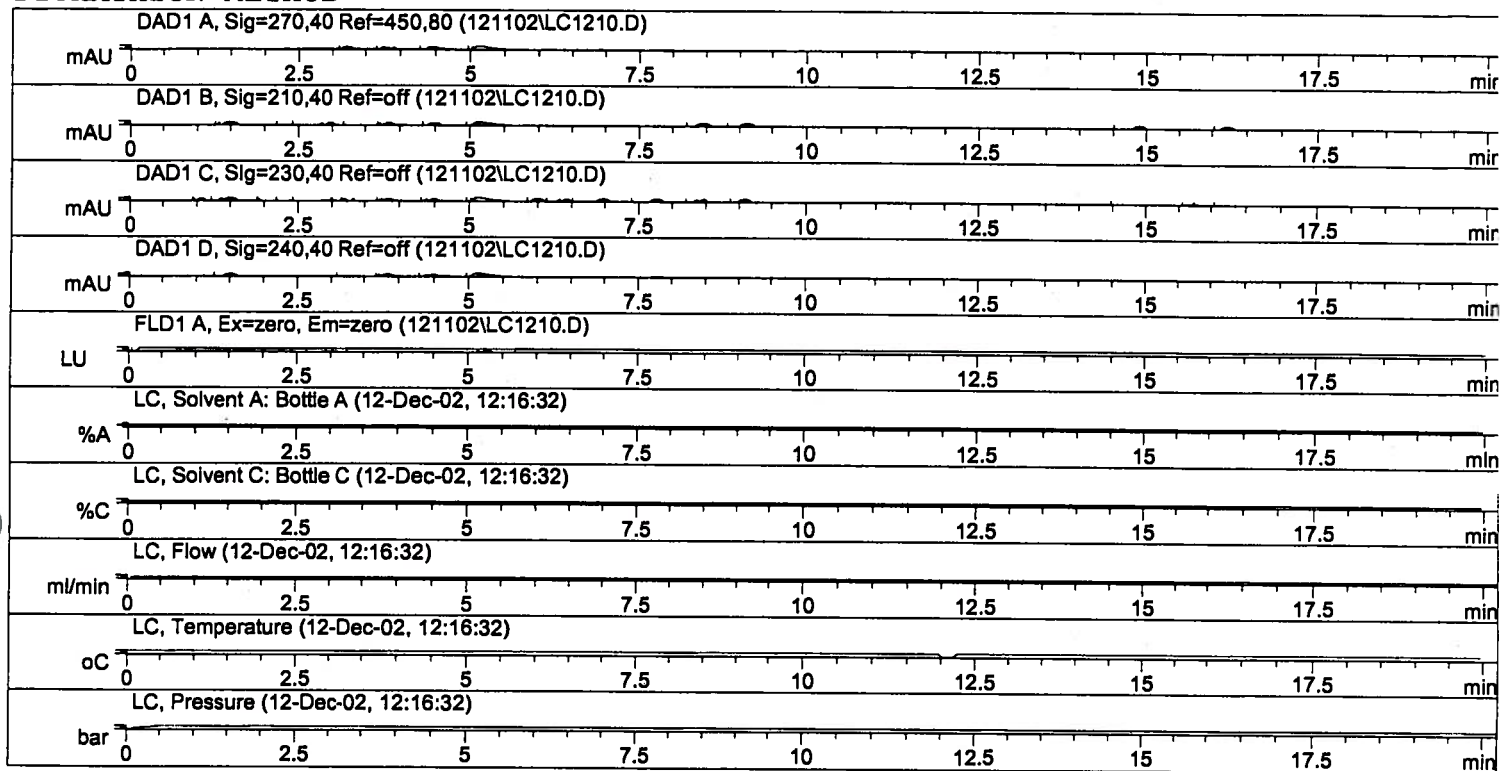 DAD1 A, Sig=270,40 Ref=450,80 (121102\LC1210.D)
mAU
0 2.5 5 7.5 10 12.5 15 17.5 min
DAD1 B, Sig=210,40 Ref=off (121102\LC1210.D)
mAU
0 2.5 5 7.5 10 12.5 15 17.5 min
DAD1 C, Sig=230,40 Ref=off (121102\LC1210.D)
mAU
0 2.5 5 7.5 10 12.5 15 17.5 min
DAD1 D, Sig=240,40 Ref=off (121102\LC1210.D)
mAU
0 2.5 5 7.5 10 12.5 15 17.5 min
FLD1 A, Ex=zero, Em=zero (121102\LC1210.D)
LU
0 2.5 5 7.5 10 12.5 15 17.5 min
LC, Solvent A: Bottle A (12-Dec-02, 12:16:32)
%A
0 2.5 5 7.5 10 12.5 15 17.5 min
LC, Solvent C: Bottle C (12-Dec-02, 12:16:32)
%C
0 2.5 5 7.5 10 12.5 15 17.5 min
LC, Flow (12-Dec-02, 12:16:32)
ml/min
0 2.5 5 7.5 10 12.5 15 17.5 min
LC, Temperature (12-Dec-02, 12:16:32)
oC
0 2.5 5 7.5 10 12.5 15 17.5 min
LC, Pressure (12-Dec-02, 12:16:32)
bar
0 2.5 5 7.5 10 12.5 15 17.5 min